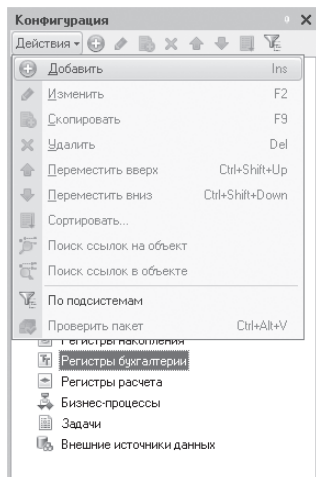 Конфигурация
Действия
Добавить Ins
Изменить F2
Скопировать F9
Удалить Del
Переместить вверх Ctrl+Shift+Up
Переместить вниз Ctrl+Shift+Down
Сортировать...
Поиск ссылок на объект
Поиск ссылок в объекте
По подсистемам
Проверить пакет Ctrl+Alt+V
Регистры накопления
Регистры бухгалтерии
Регистры расчета
Бизнес-процессы
Задачи
Внешние источники данных